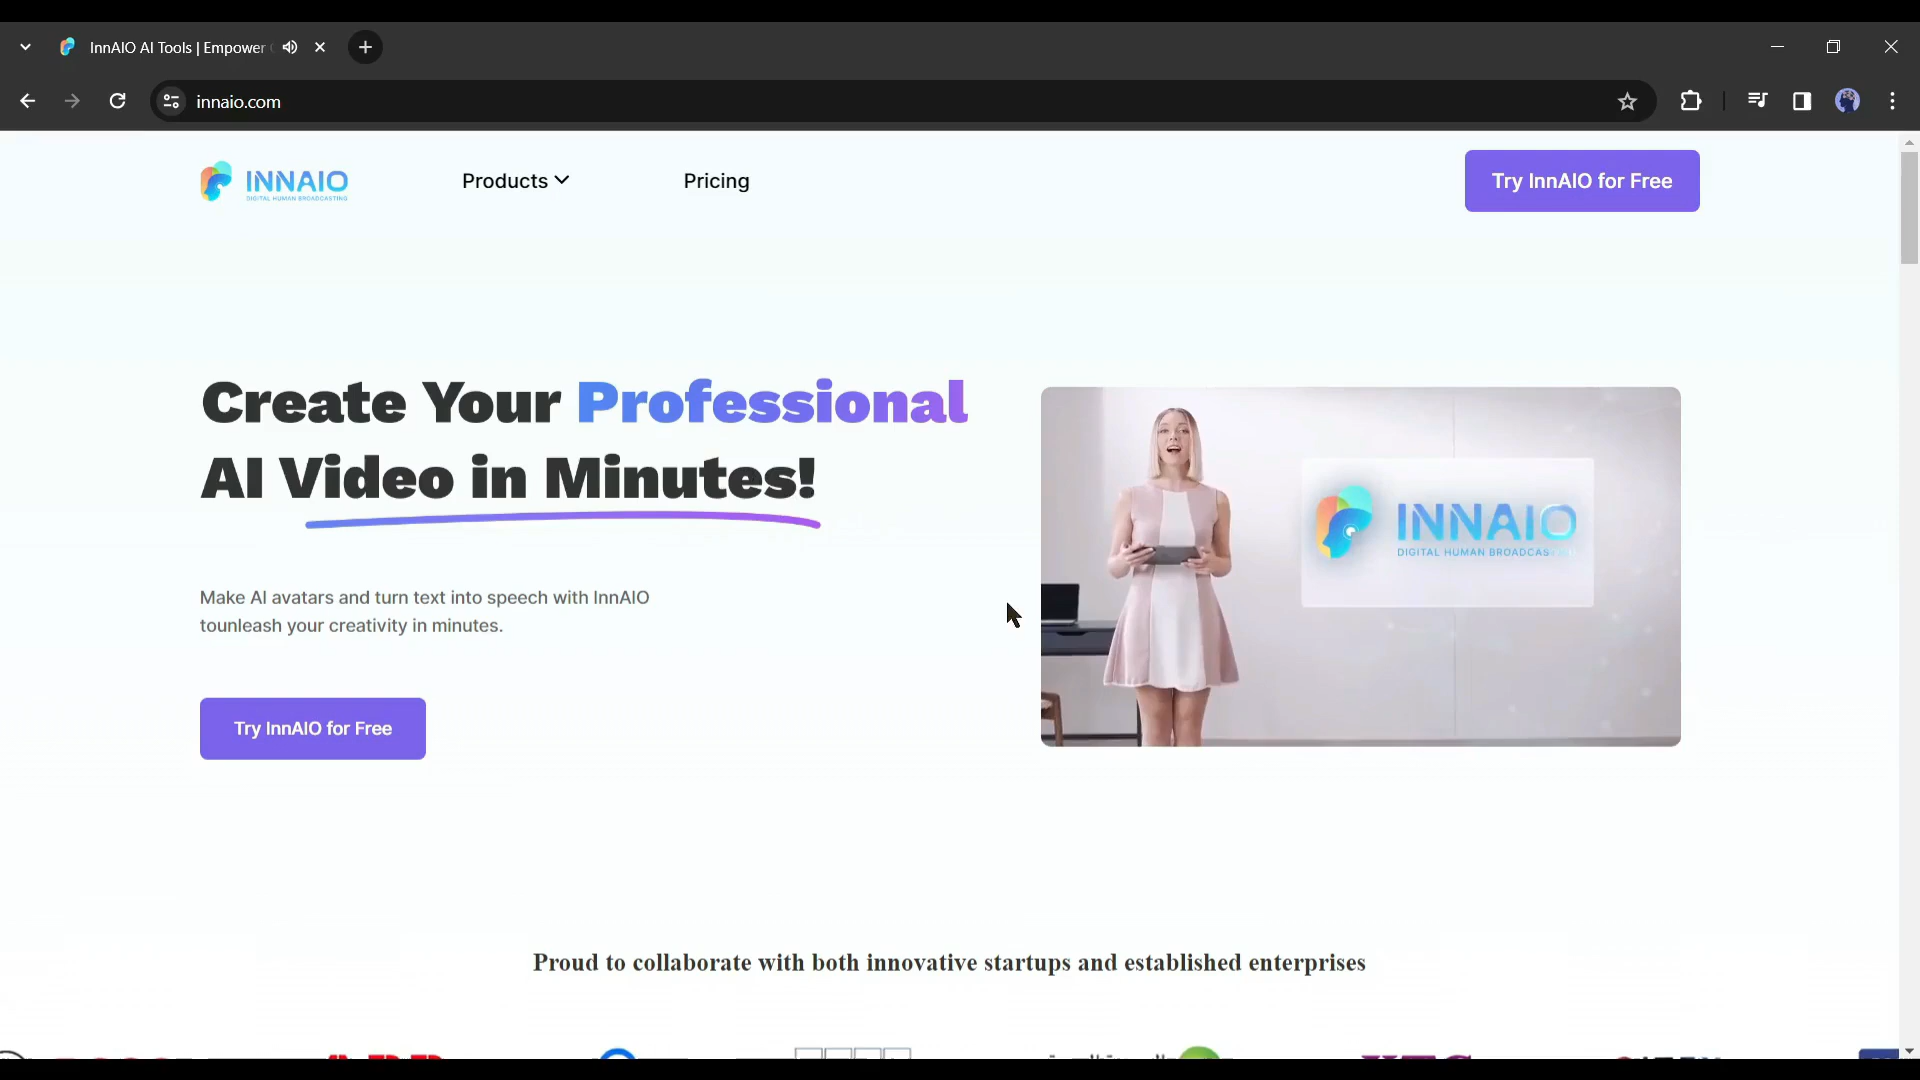 InnAIO AI Tools | Empower
innaio.com
INNAIO
DIGITAL HUMAN BROADCASTING
Products
Pricing
Try InnAIO for Free
Create Your Professional
AI Video in Minutes!
INNAIO
DIGITAL HUMAN
Make AI avatars and turn text into speech with InnAIO
tounleash your creativity in minutes.
Try InnAIO for Free
Proud to collaborate with both innovative startups and established enterprises